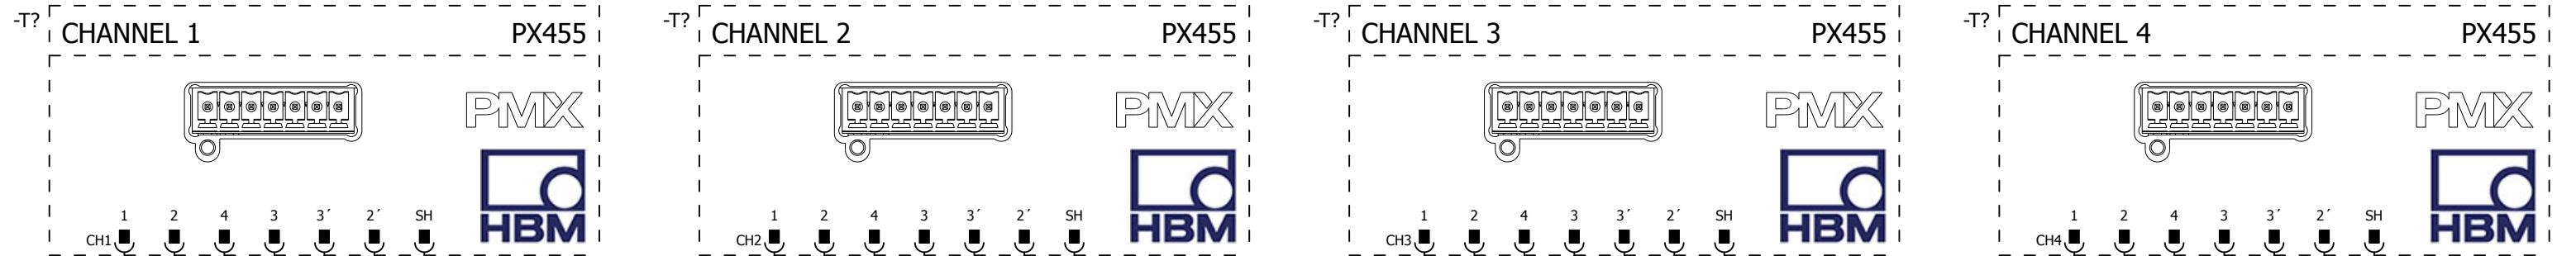 -T? CHANNEL 1 PX455
PMX
HBM
1 2 4 3 3´ 2´ SH
CH1
-T? CHANNEL 2 PX455
PMX
HBM
1 2 4 3 3´ 2´ SH
CH2
-T? CHANNEL 3 PX455
PMX
HBM
1 2 4 3 3´ 2´ SH
CH3
-T? CHANNEL 4 PX455
PMX
HBM
1 2 4 3 3´ 2´ SH
CH4